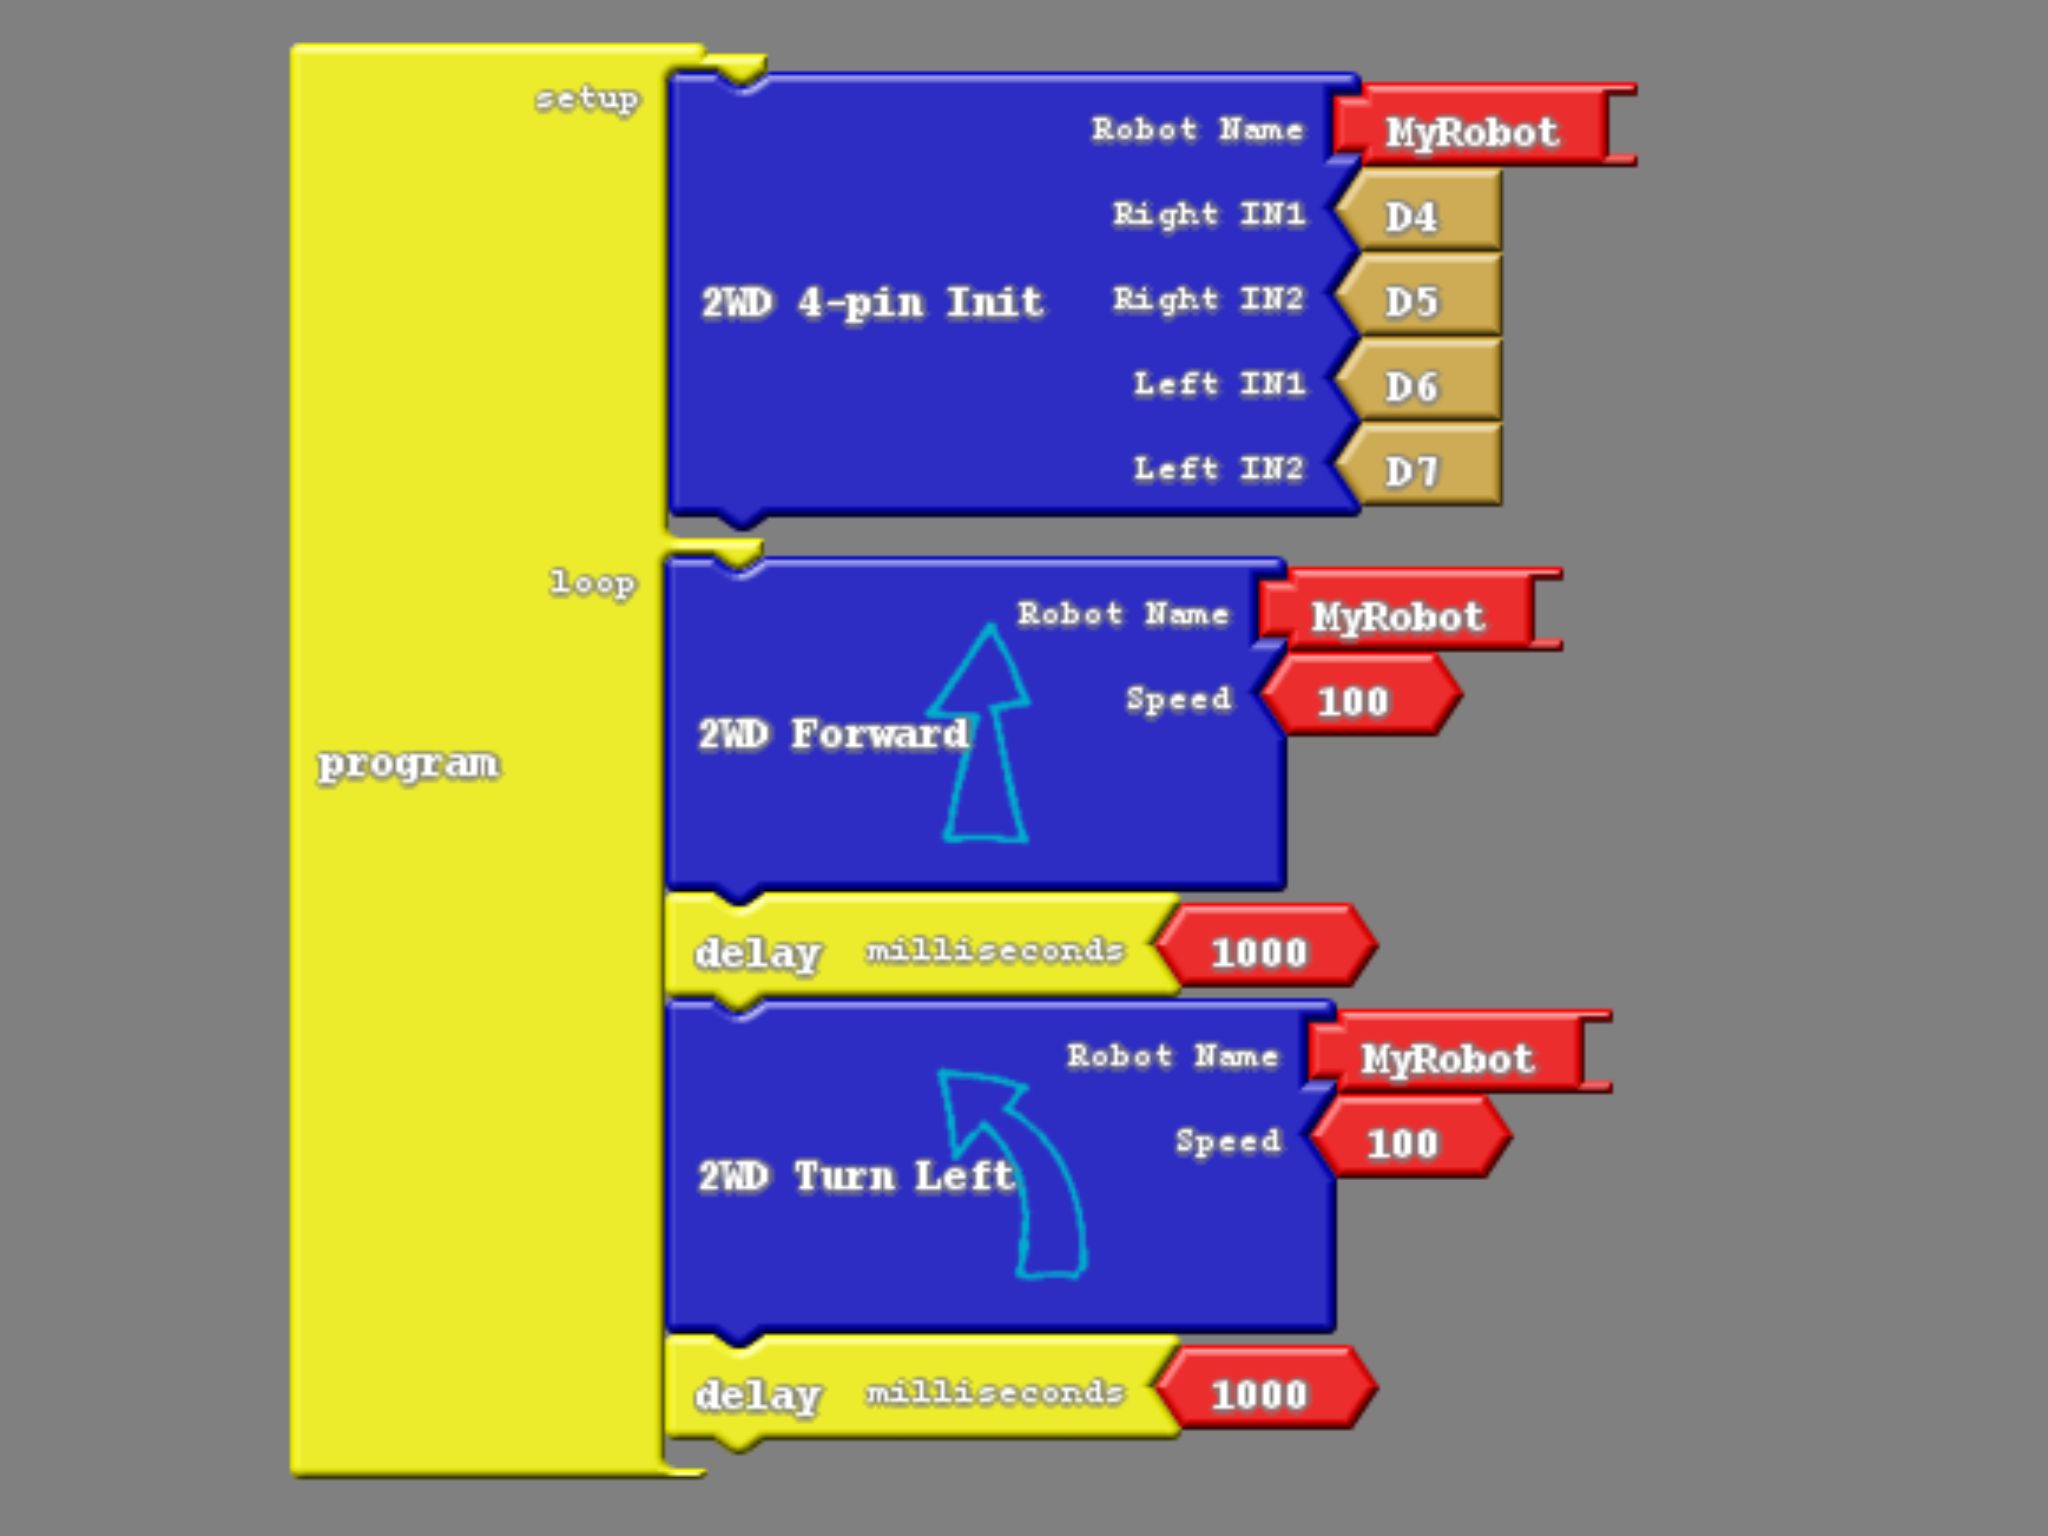 setup
Robot Name MyRobot
Right IN1 D4
2WD 4-pin Init Right IN2 D5
Left IN1 D6
Left IN2 D7
loop
Robot Name MyRobot
Speed 100
2WD Forward
program
delay milliseconds 1000
Robot Name MyRobot
Speed 100
2WD Turn Left
delay milliseconds 1000